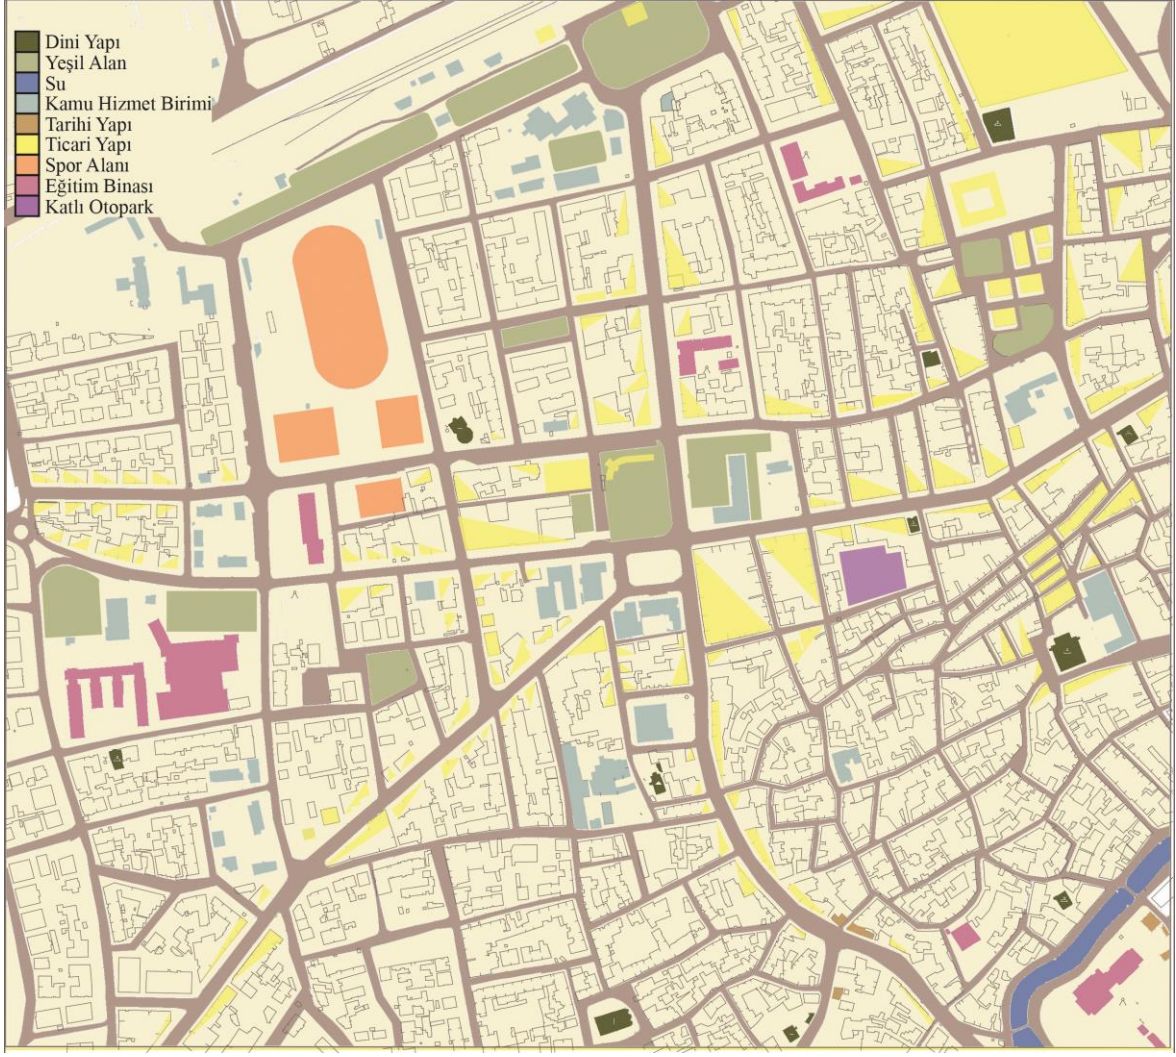 Dini Yapı
Yeşil Alan
Su
Kamu Hizmet Birimi
Tarihi Yapı
Ticari Yapı
Spor Alanı
Eğitim Binası
Katlı Otopark